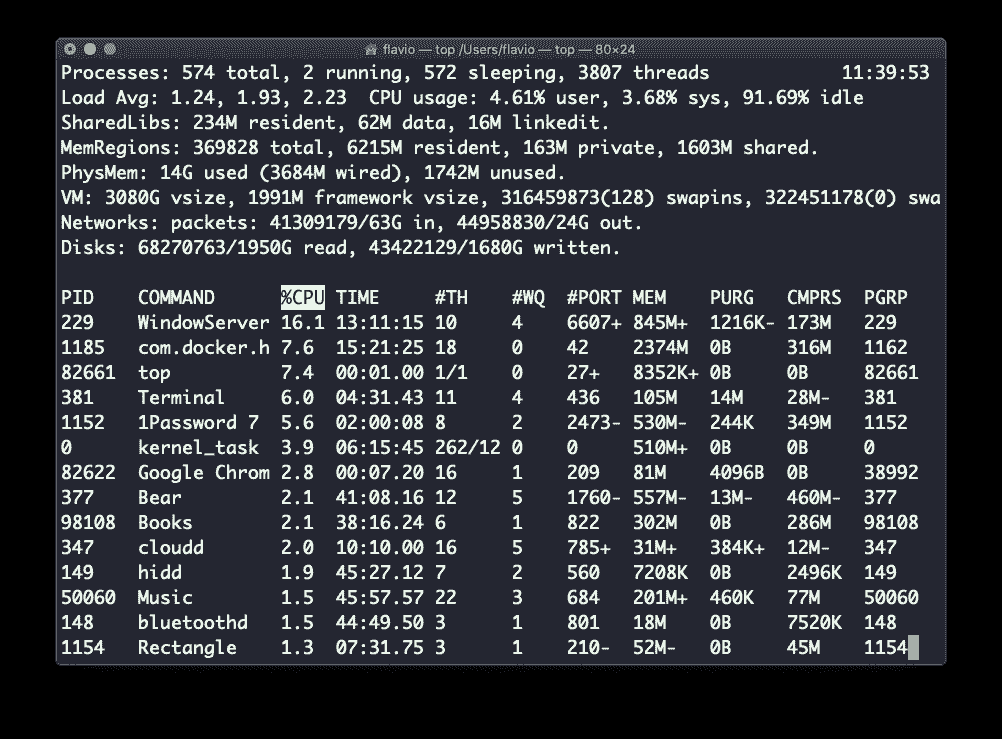 flavio — top /Users/flavio — top — 80×24
Processes: 574 total, 2 running, 572 sleeping, 3807 threads 11:39:53
Load Avg: 1.24, 1.93, 2.23 CPU usage: 4.61% user, 3.68% sys, 91.69% idle
SharedLibs: 234M resident, 62M data, 16M linkedit.
MemRegions: 369828 total, 6215M resident, 163M private, 1603M shared.
PhysMem: 14G used (3684M wired), 1742M unused.
VM: 3080G vsize, 1991M framework vsize, 316459873(128) swapins, 322451178(0) swa
Networks: packets: 41309179/63G in, 44958830/24G out.
Disks: 68270763/1950G read, 43422129/1680G written.
PID COMMAND %CPU TIME #TH #WQ #PORT MEM PURG CMPRS PGRP
229 WindowServer 16.1 13:11:15 10 4 6607+ 845M+ 1216K- 173M 229
1185 com.docker.h 7.6 15:21:25 18 0 42 2374M 0B 316M 1162
82661 top 7.4 00:01.00 1/1 0 27+ 8352K+ 0B 0B 82661
381 Terminal 6.0 04:31.43 11 4 436 105M 14M 28M- 381
1152 1Password 7 5.6 02:00:08 8 2 2473- 530M- 244K 349M 1152
0 kernel_task 3.9 06:15:45 262/12 0 0 510M+ 0B 0B 0
82622 Google Chrom 2.8 00:07.20 16 1 209 81M 4096B 0B 38992
377 Bear 2.1 41:08.16 12 5 1760- 557M- 13M- 460M- 377
98108 Books 2.1 38:16.24 6 1 822 302M 0B 286M 98108
347 cloudd 2.0 10:10.00 16 5 785+ 31M+ 384K+ 12M- 347
149 hidd 1.9 45:27.12 7 2 560 7208K 0B 2496K 149
50060 Music 1.5 45:57.57 22 3 684 201M+ 460K 77M 50060
148 bluetoothd 1.5 44:49.50 3 1 801 18M 0B 7520K 148
1154 Rectangle 1.3 07:31.75 3 1 210- 52M- 0B 45M 1154